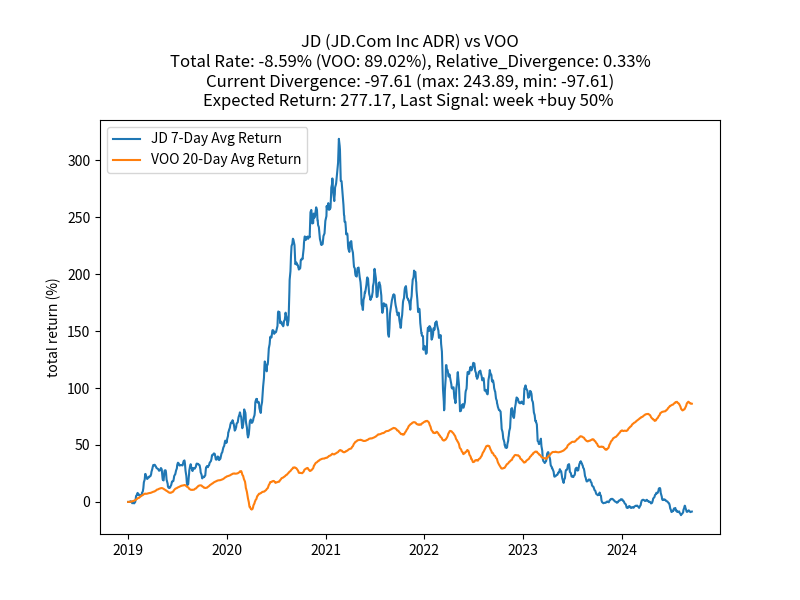 JD (JD.Com Inc ADR) vs VOO
Total Rate: -8.59% (VOO: 89.02%), Relative_Divergence: 0.33%
Current Divergence: -97.61 (max: 243.89, min: -97.61)
Expected Return: 277.17, Last Signal: week +buy 50%
JD 7-Day Avg Return
VOO 20-Day Avg Return
total return (%)
300
250
200
150
100
50
0
2019 2020 2021 2022 2023 2024